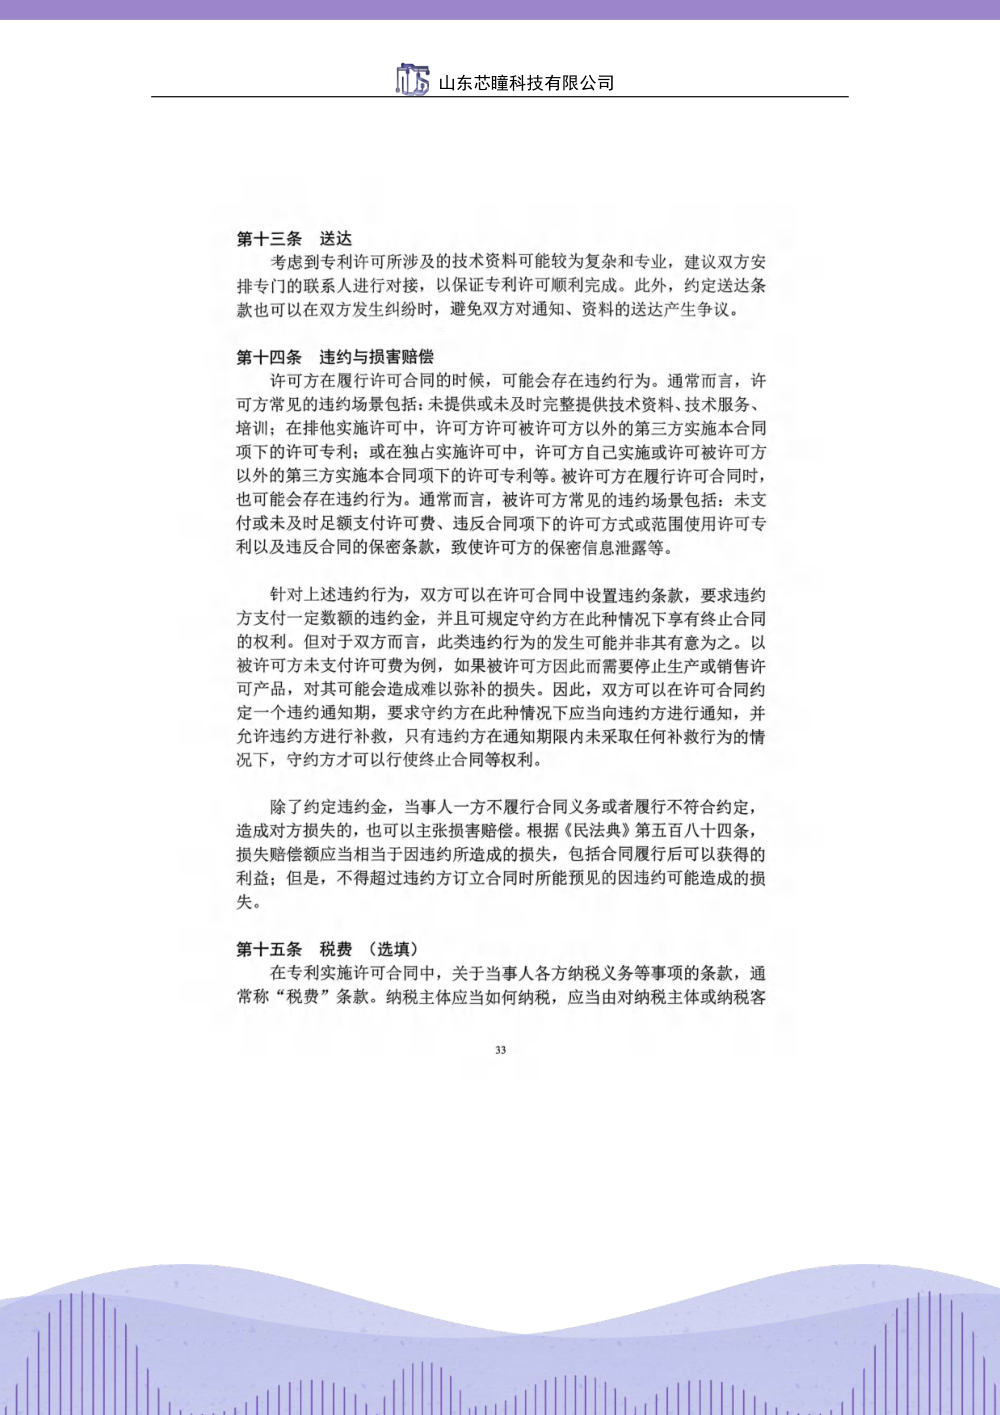 山东芯瞳科技有限公司
第十三条 送达
考虑到专利许可所涉及的技术资料可能较为复杂和专业，建议双方安
排专门的联系人进行对接，以保证专利许可顺利完成。此外，约定送达条
款也可以在双方发生纠纷时，避免双方对通知、资料的送达产生争议。
第十四条 违约与损害赔偿
许可方在履行许可合同的时候，可能会存在违约行为。通常而言，许
可方常见的违约场景包括：未提供或未及时完整提供技术资料、技术服务、
培训；在排他实施许可中，许可方许可被许可方以外的第三方实施本合同
项下的许可专利；或在独占实施许可中，许可方自己实施或许可被许可方
以外的第三方实施本合同项下的许可专利等。被许可方在履行许可合同时，
也可能会存在违约行为。通常而言，被许可方常见的违约场景包括：未支
付或未及时足额支付许可费、违反合同项下的许可方式或范围使用许可专
利以及违反合同的保密条款，致使许可方的保密信息泄露等。
针对上述违约行为，双方可以在许可合同中设置违约条款，要求违约
方支付一定数额的违约金，并且可规定守约方在此种情况下享有终止合同
的权利。但对于双方而言，此类违约行为的发生可能并非其有意为之。以
被许可方未支付许可费为例，如果被许可方因此而需要停止生产或销售许
可产品，对其可能会造成难以弥补的损失。因此，双方可以在许可合同约
定一个违约通知期，要求守约方在此种情况下应当向违约方进行通知，并
允许违约方进行补救，只有违约方在通知期限内未采取任何补救行为的情
况下，守约方才可以行使终止合同等权利。
除了约定违约金，当事人一方不履行合同义务或者履行不符合约定，
造成对方损失的，也可以主张损害赔偿。根据《民法典》第五百八十四条，
损失赔偿额应当相当于因违约所造成的损失，包括合同履行后可以获得的
利益；但是，不得超过违约方订立合同时所能预见的因违约可能造成的损
失。
第十五条 税费 （选填）
在专利实施许可合同中，关于当事人各方纳税义务等事项的条款，通
常称“税费”条款。纳税主体应当如何纳税，应当由对纳税主体或纳税客
33